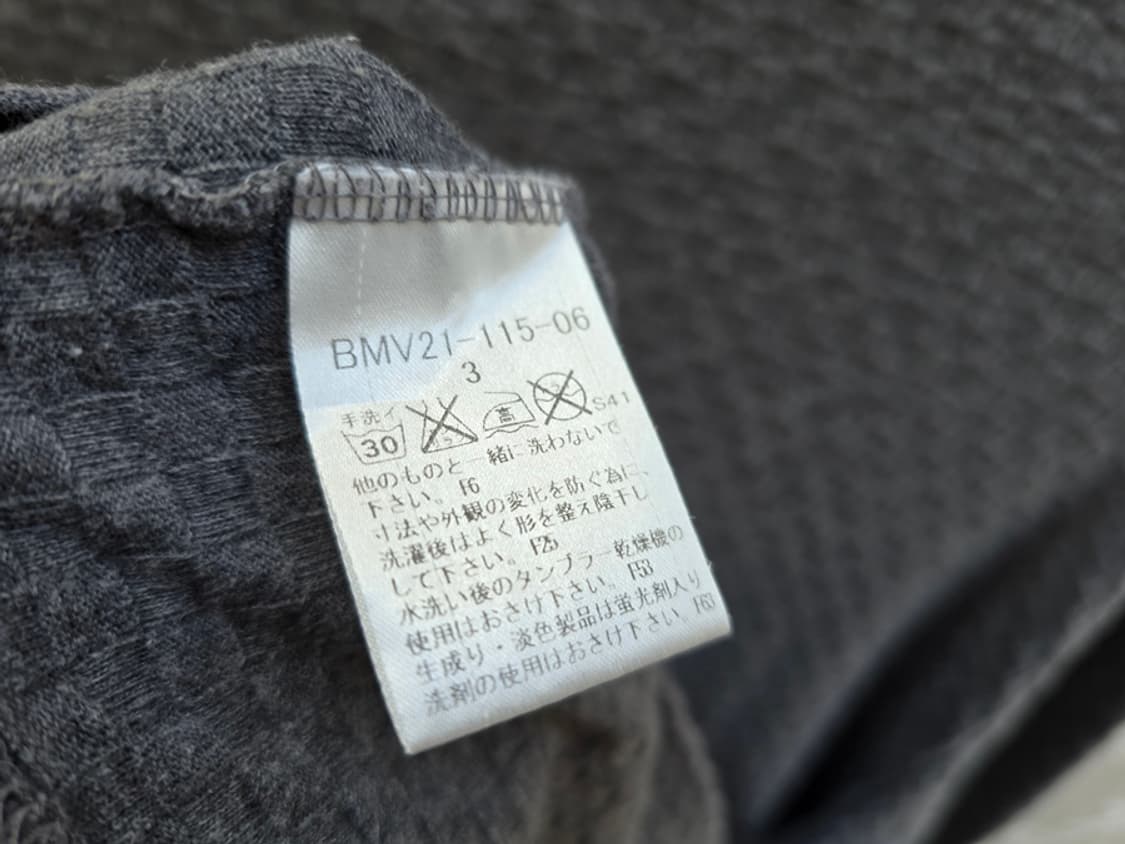 BMV21-115-06
3
手洗イ
30
高
S41
他のものと一緒に洗わないで
下さい。 F6
寸法や外観の変化を防ぐ為に、
洗濯後はよく形を整え陰干し
して下さい。 F25
水洗い後のタンブラー乾燥機の
使用はおさけ下さい。 F53
生成り・淡色製品は蛍光剤入り
洗剤の使用はおさけ下さい。 F63